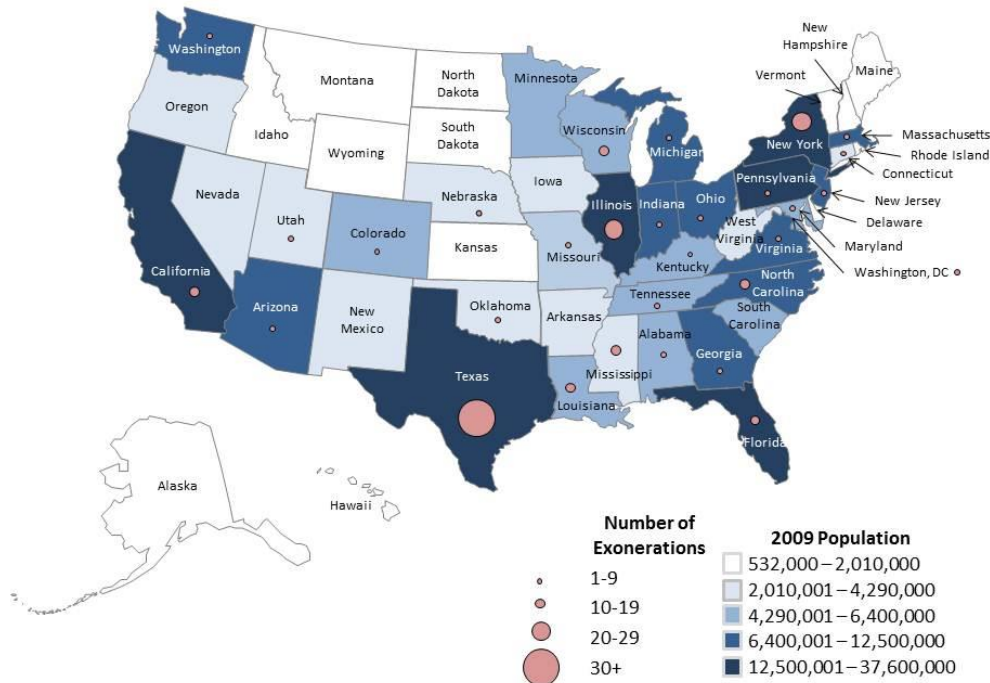 New
Hampshire
Washington
Montana
North
Dakota
Minnesota
Maine
Vermont
Oregon
Idaho
South
Dakota
Wisconsin
Michigan
New York
Massachusetts
Rhode Island
Connecticut
Wyoming
Nevada
Utah
Colorado
Nebraska
Iowa
Illinois
Indiana
Ohio
Pennsylvania
New Jersey
Delaware
Maryland
Washington, DC
West
Virginia
Virginia
California
Kansas
Missouri
Kentucky
Arizona
New
Mexico
Oklahoma
Arkansas
Tennessee
North
Carolina
South
Carolina
Texas
Louisiana
Mississippi
Alabama
Georgia
Florida
Alaska
Hawaii
Number of
Exonerations
1-9
10-19
20-29
30+
2009 Population
532,000 – 2,010,000
2,010,001 – 4,290,000
4,290,001 – 6,400,000
6,400,001 – 12,500,000
12,500,001 – 37,600,000